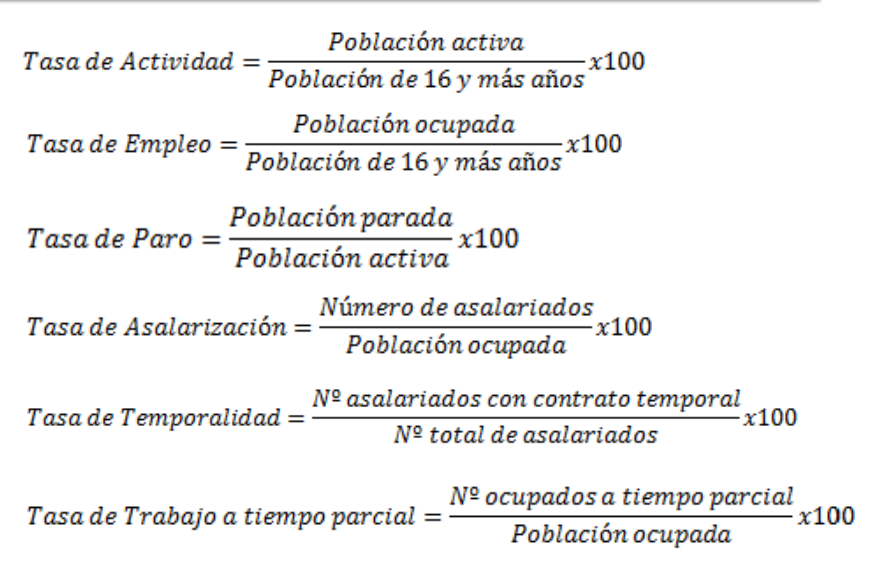 Tasa de Actividad = Población activa / Población de 16 y más años x100
Tasa de Empleo = Población ocupada / Población de 16 y más años x100
Tasa de Paro = Población parada / Población activa x100
Tasa de Asalarización = Número de asalariados / Población ocupada x100
Tasa de Temporalidad = Nº asalariados con contrato temporal / Nº total de asalariados x100
Tasa de Trabajo a tiempo parcial = Nº ocupados a tiempo parcial / Población ocupada x100